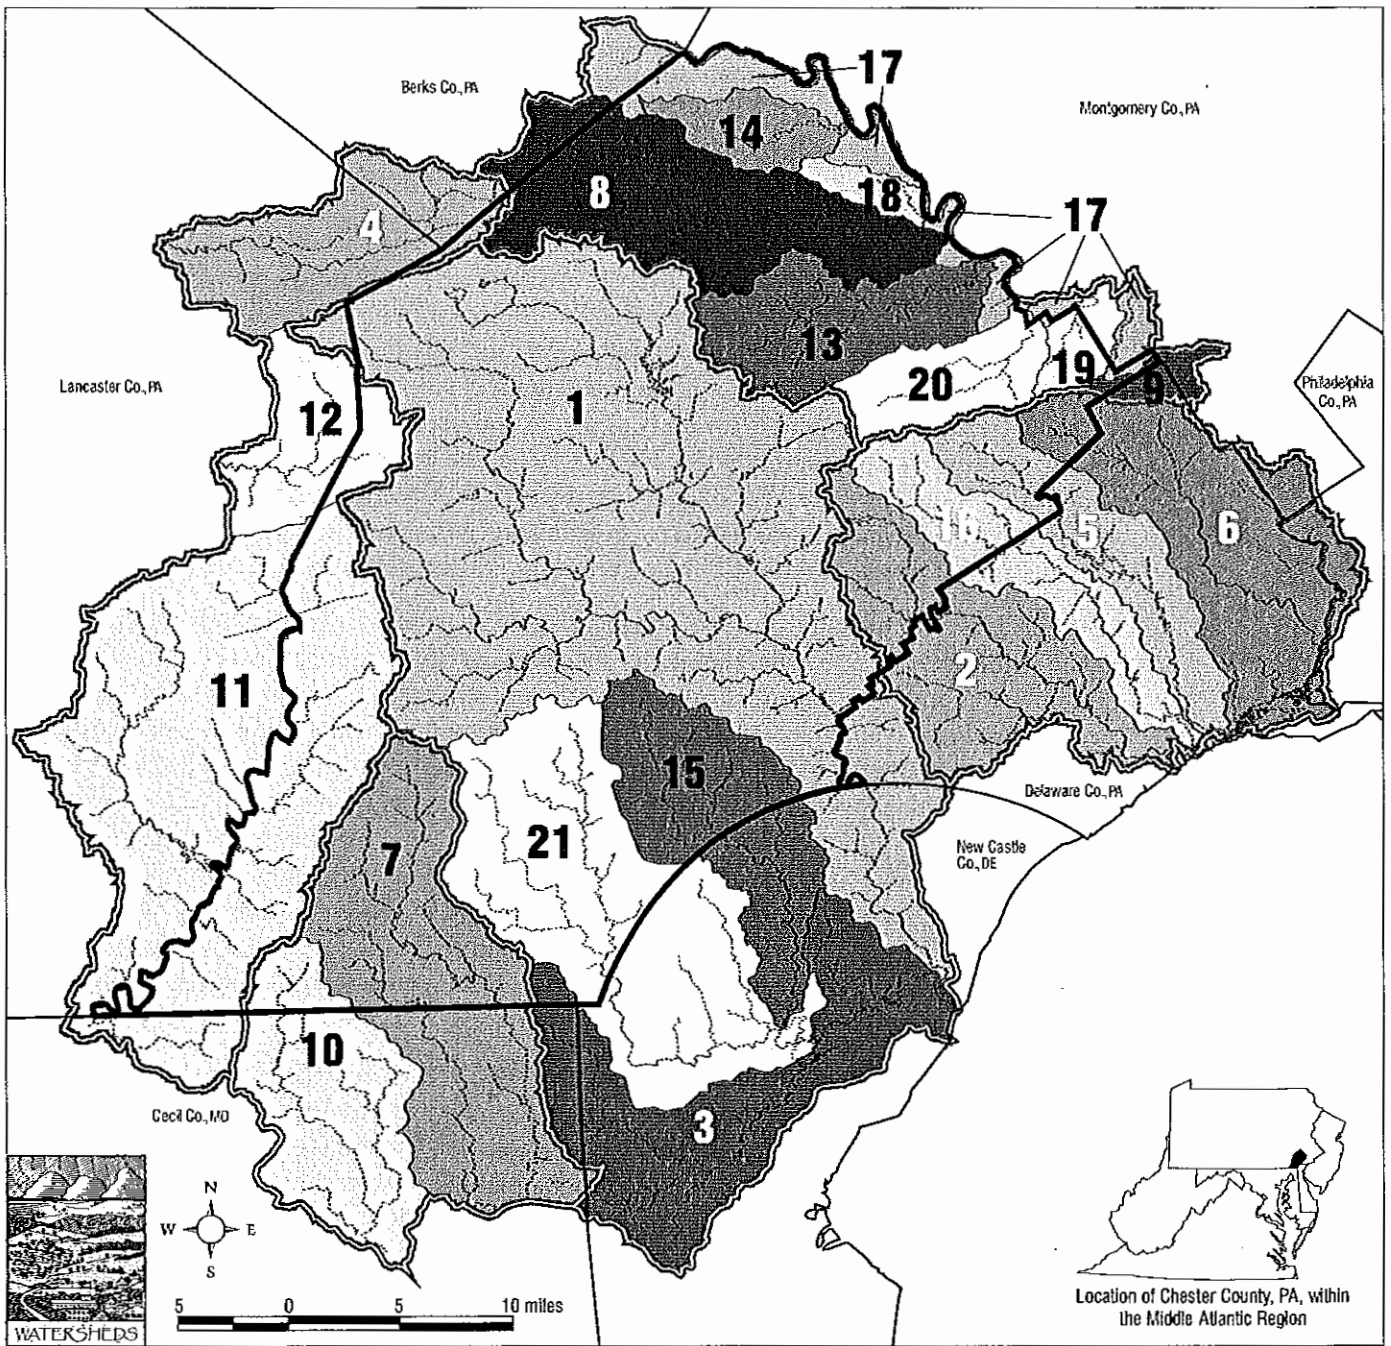 Berks Co., PA
17
Montgomery Co., PA
14
8
18
4
17
13
Lancaster Co., PA
20
19
9
Philadelphia
Co., PA
12
1
16
5
6
11
2
15
Delaware Co., PA
21
New Castle
Co., DE
7
10
Cecil Co., MD
3
N
W E
S
5 0 5 10 miles
WATERSHEDS
Location of Chester County, PA, within
the Middle Atlantic Region